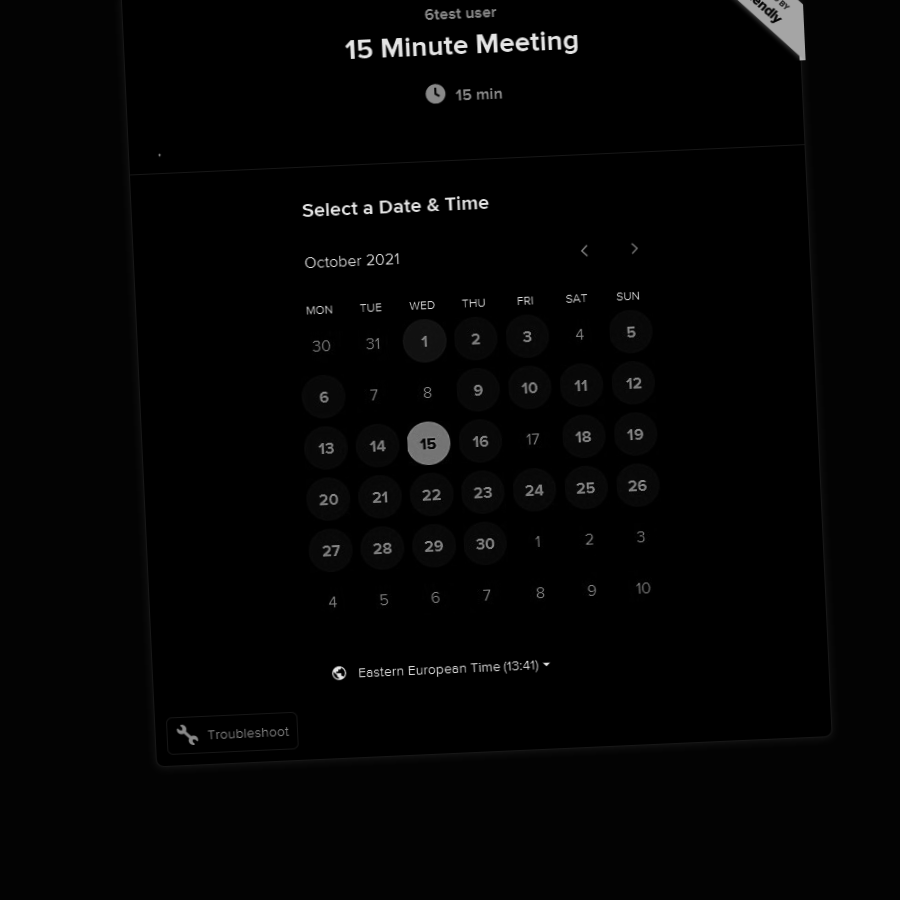 6test user
15 Minute Meeting
15 min
BY
endly
Select a Date & Time
October 2021
MON TUE WED THU FRI SAT SUN
30 31 1 2 3 4 5
6 7 8 9 10 11 12
13 14 15 16 17 18 19
20 21 22 23 24 25 26
27 28 29 30 1 2 3
4 5 6 7 8 9 10
Eastern European Time (13:41)
Troubleshoot